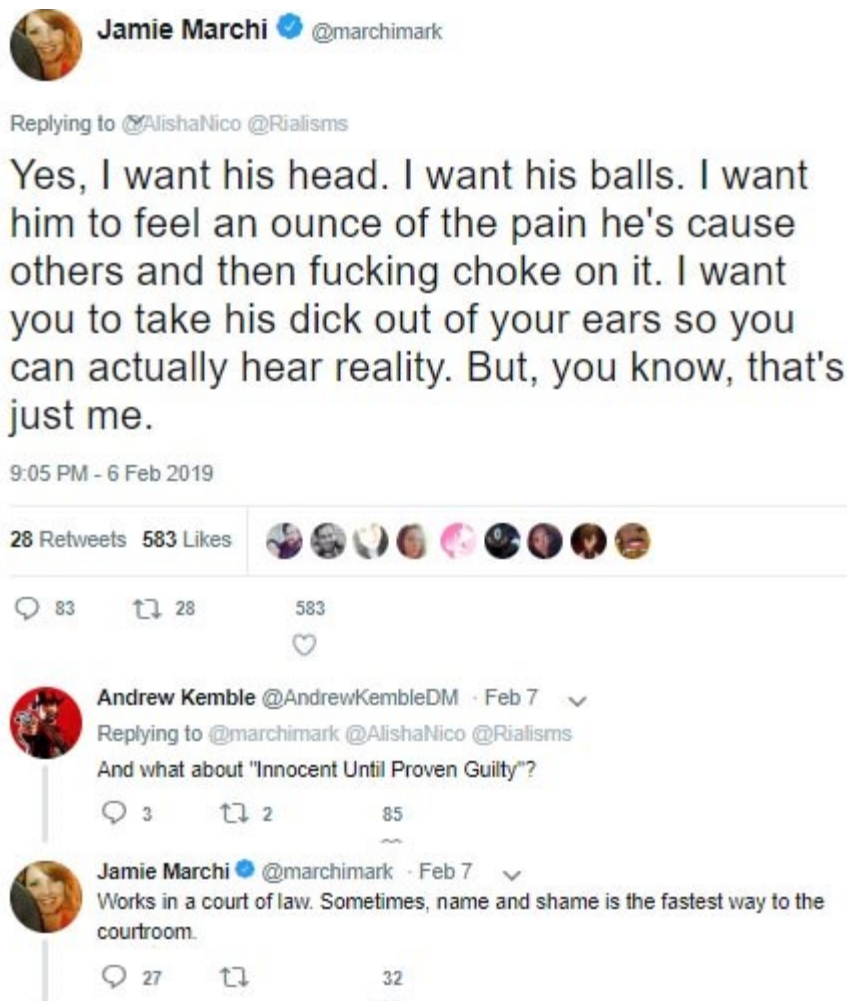 Jamie Marchi @marchimark
Replying to @AlishaNico @Rialisms
Yes, I want his head. I want his balls. I want
him to feel an ounce of the pain he's cause
others and then fucking choke on it. I want
you to take his dick out of your ears so you
can actually hear reality. But, you know, that's
just me.
9:05 PM - 6 Feb 2019
28 Retweets 583 Likes
83 28 583
Andrew Kemble @AndrewKembleDM · Feb 7
Replying to @marchimark @AlishaNico @Rialisms
And what about "Innocent Until Proven Guilty"?
3 2 85
Jamie Marchi @marchimark · Feb 7
Works in a court of law. Sometimes, name and shame is the fastest way to the
courtroom.
27 32